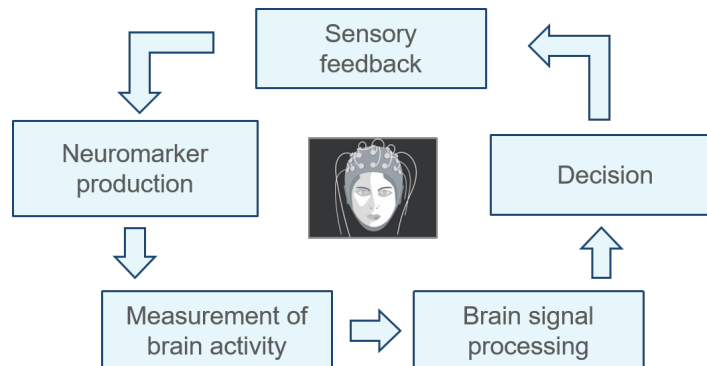 Sensory
feedback
Neuromarker
production
Decision
Measurement of
brain activity
Brain signal
processing